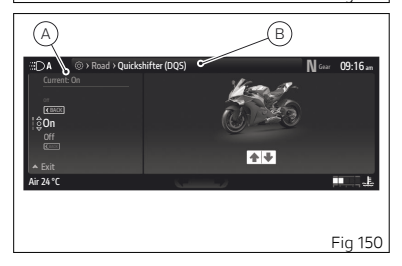 A
B
A > Road > Quickshifter (DQS) N Gear 09:16 am
Current: On
BACK
On
Off
Exit
Air 24 °C
Fig 150